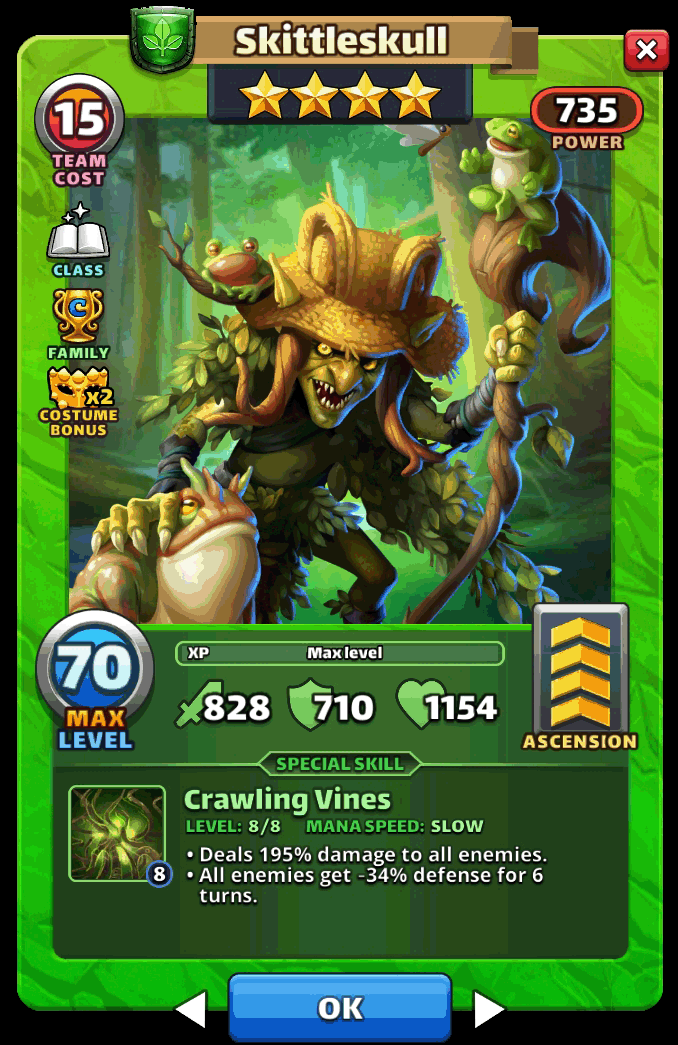 Skittleskull
15
TEAM
COST
735
POWER
CLASS
C
FAMILY
x2
COSTUME
BONUS
70
MAX
LEVEL
XP Max level
828 710 1154
ASCENSION
SPECIAL SKILL
Crawling Vines
LEVEL: 8/8 MANA SPEED: SLOW
8
• Deals 195% damage to all enemies.
• All enemies get -34% defense for 6
turns.
OK